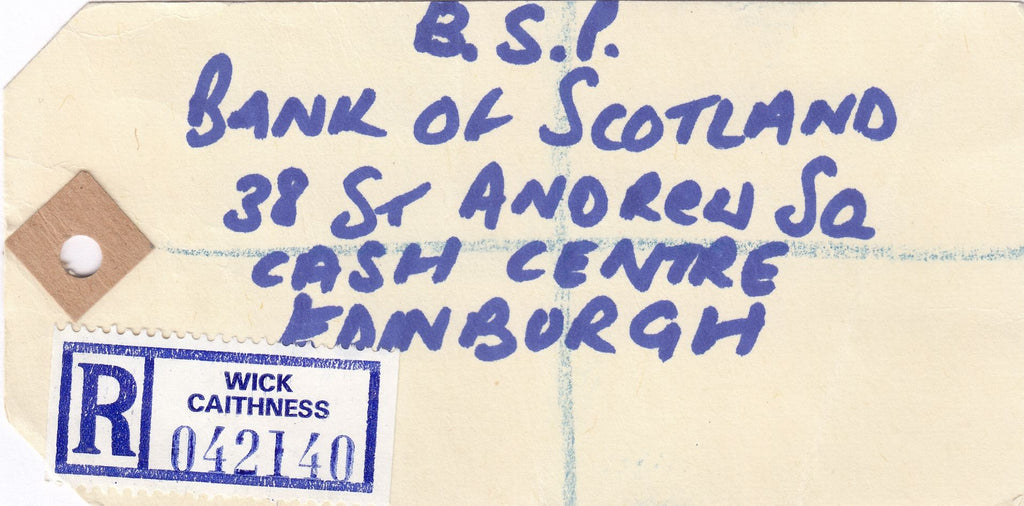 B.S.P.
BANK OF SCOTLAND
38 ST ANDREW SQ
CASH CENTRE
EDINBURGH
R
WICK
CAITHNESS
042140